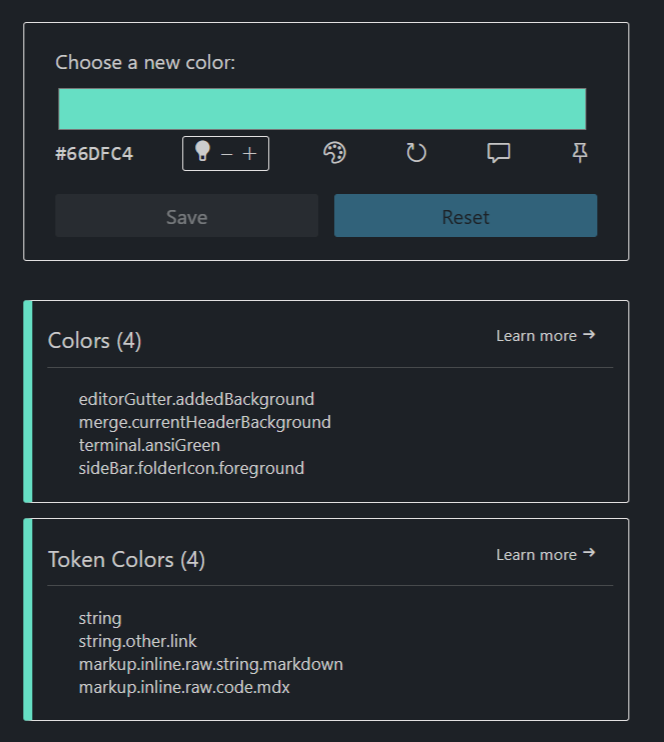 Choose a new color:
#66DFC4
Save Reset
Colors (4) Learn more →
editorGutter.addedBackground
merge.currentHeaderBackground
terminal.ansiGreen
sideBar.folderIcon.foreground
Token Colors (4) Learn more →
string
string.other.link
markup.inline.raw.string.markdown
markup.inline.raw.code.mdx